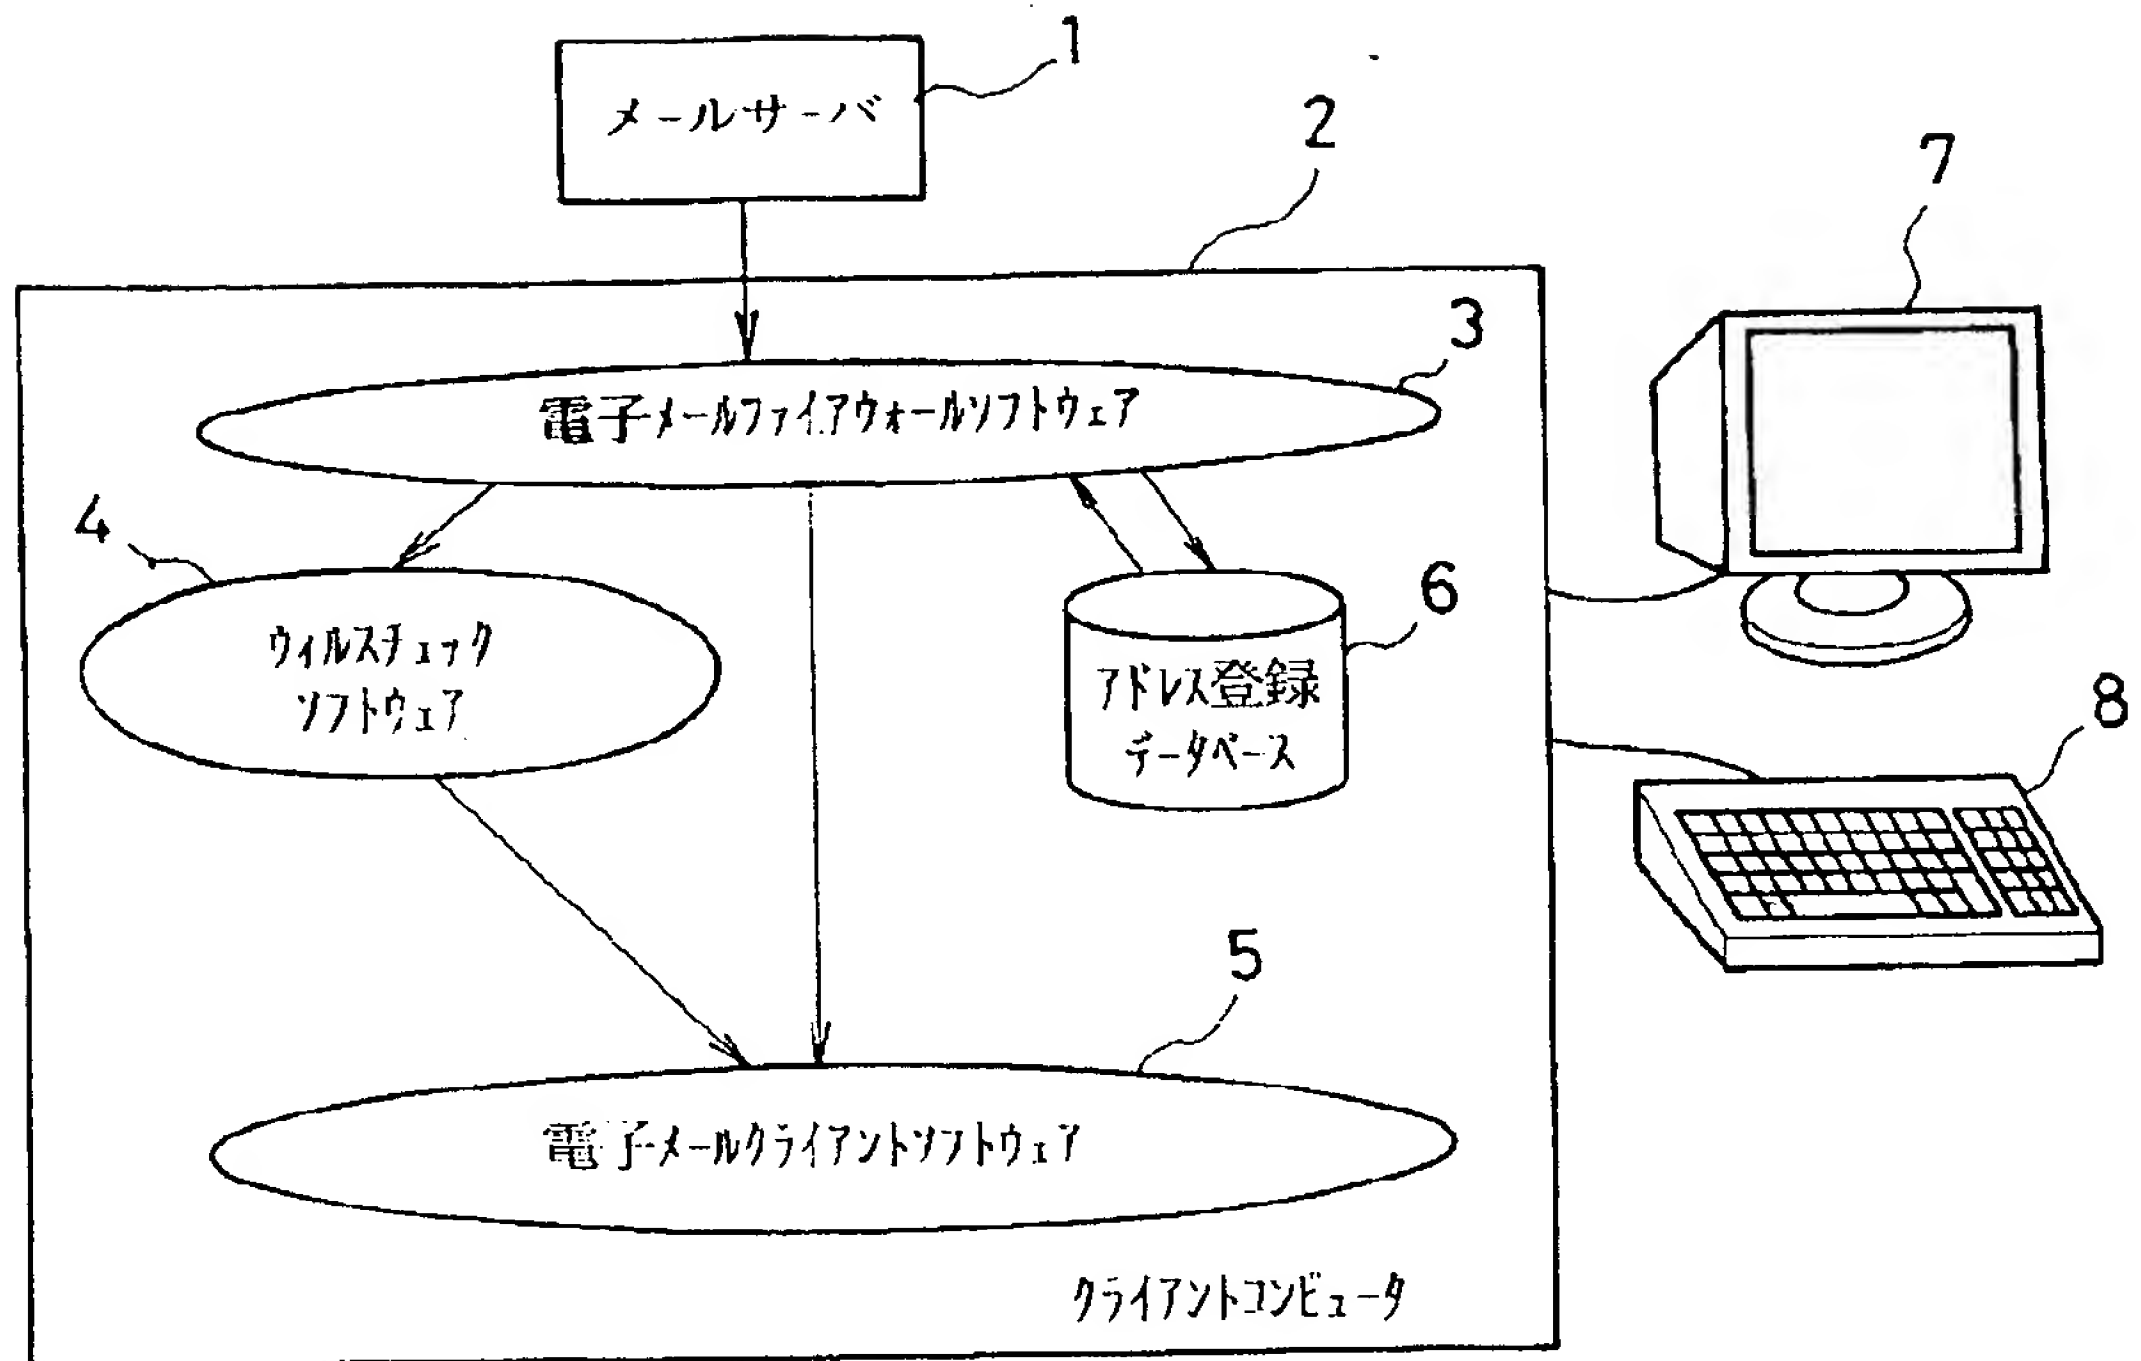 1
メールサーバ
2
7
3
電子メールファイアウォールソフトウェア
4
6
ウィルスチェック
ソフトウェア
アドレス登録
データベース
8
5
電子メールクライアントソフトウェア
クライアントコンピュータ